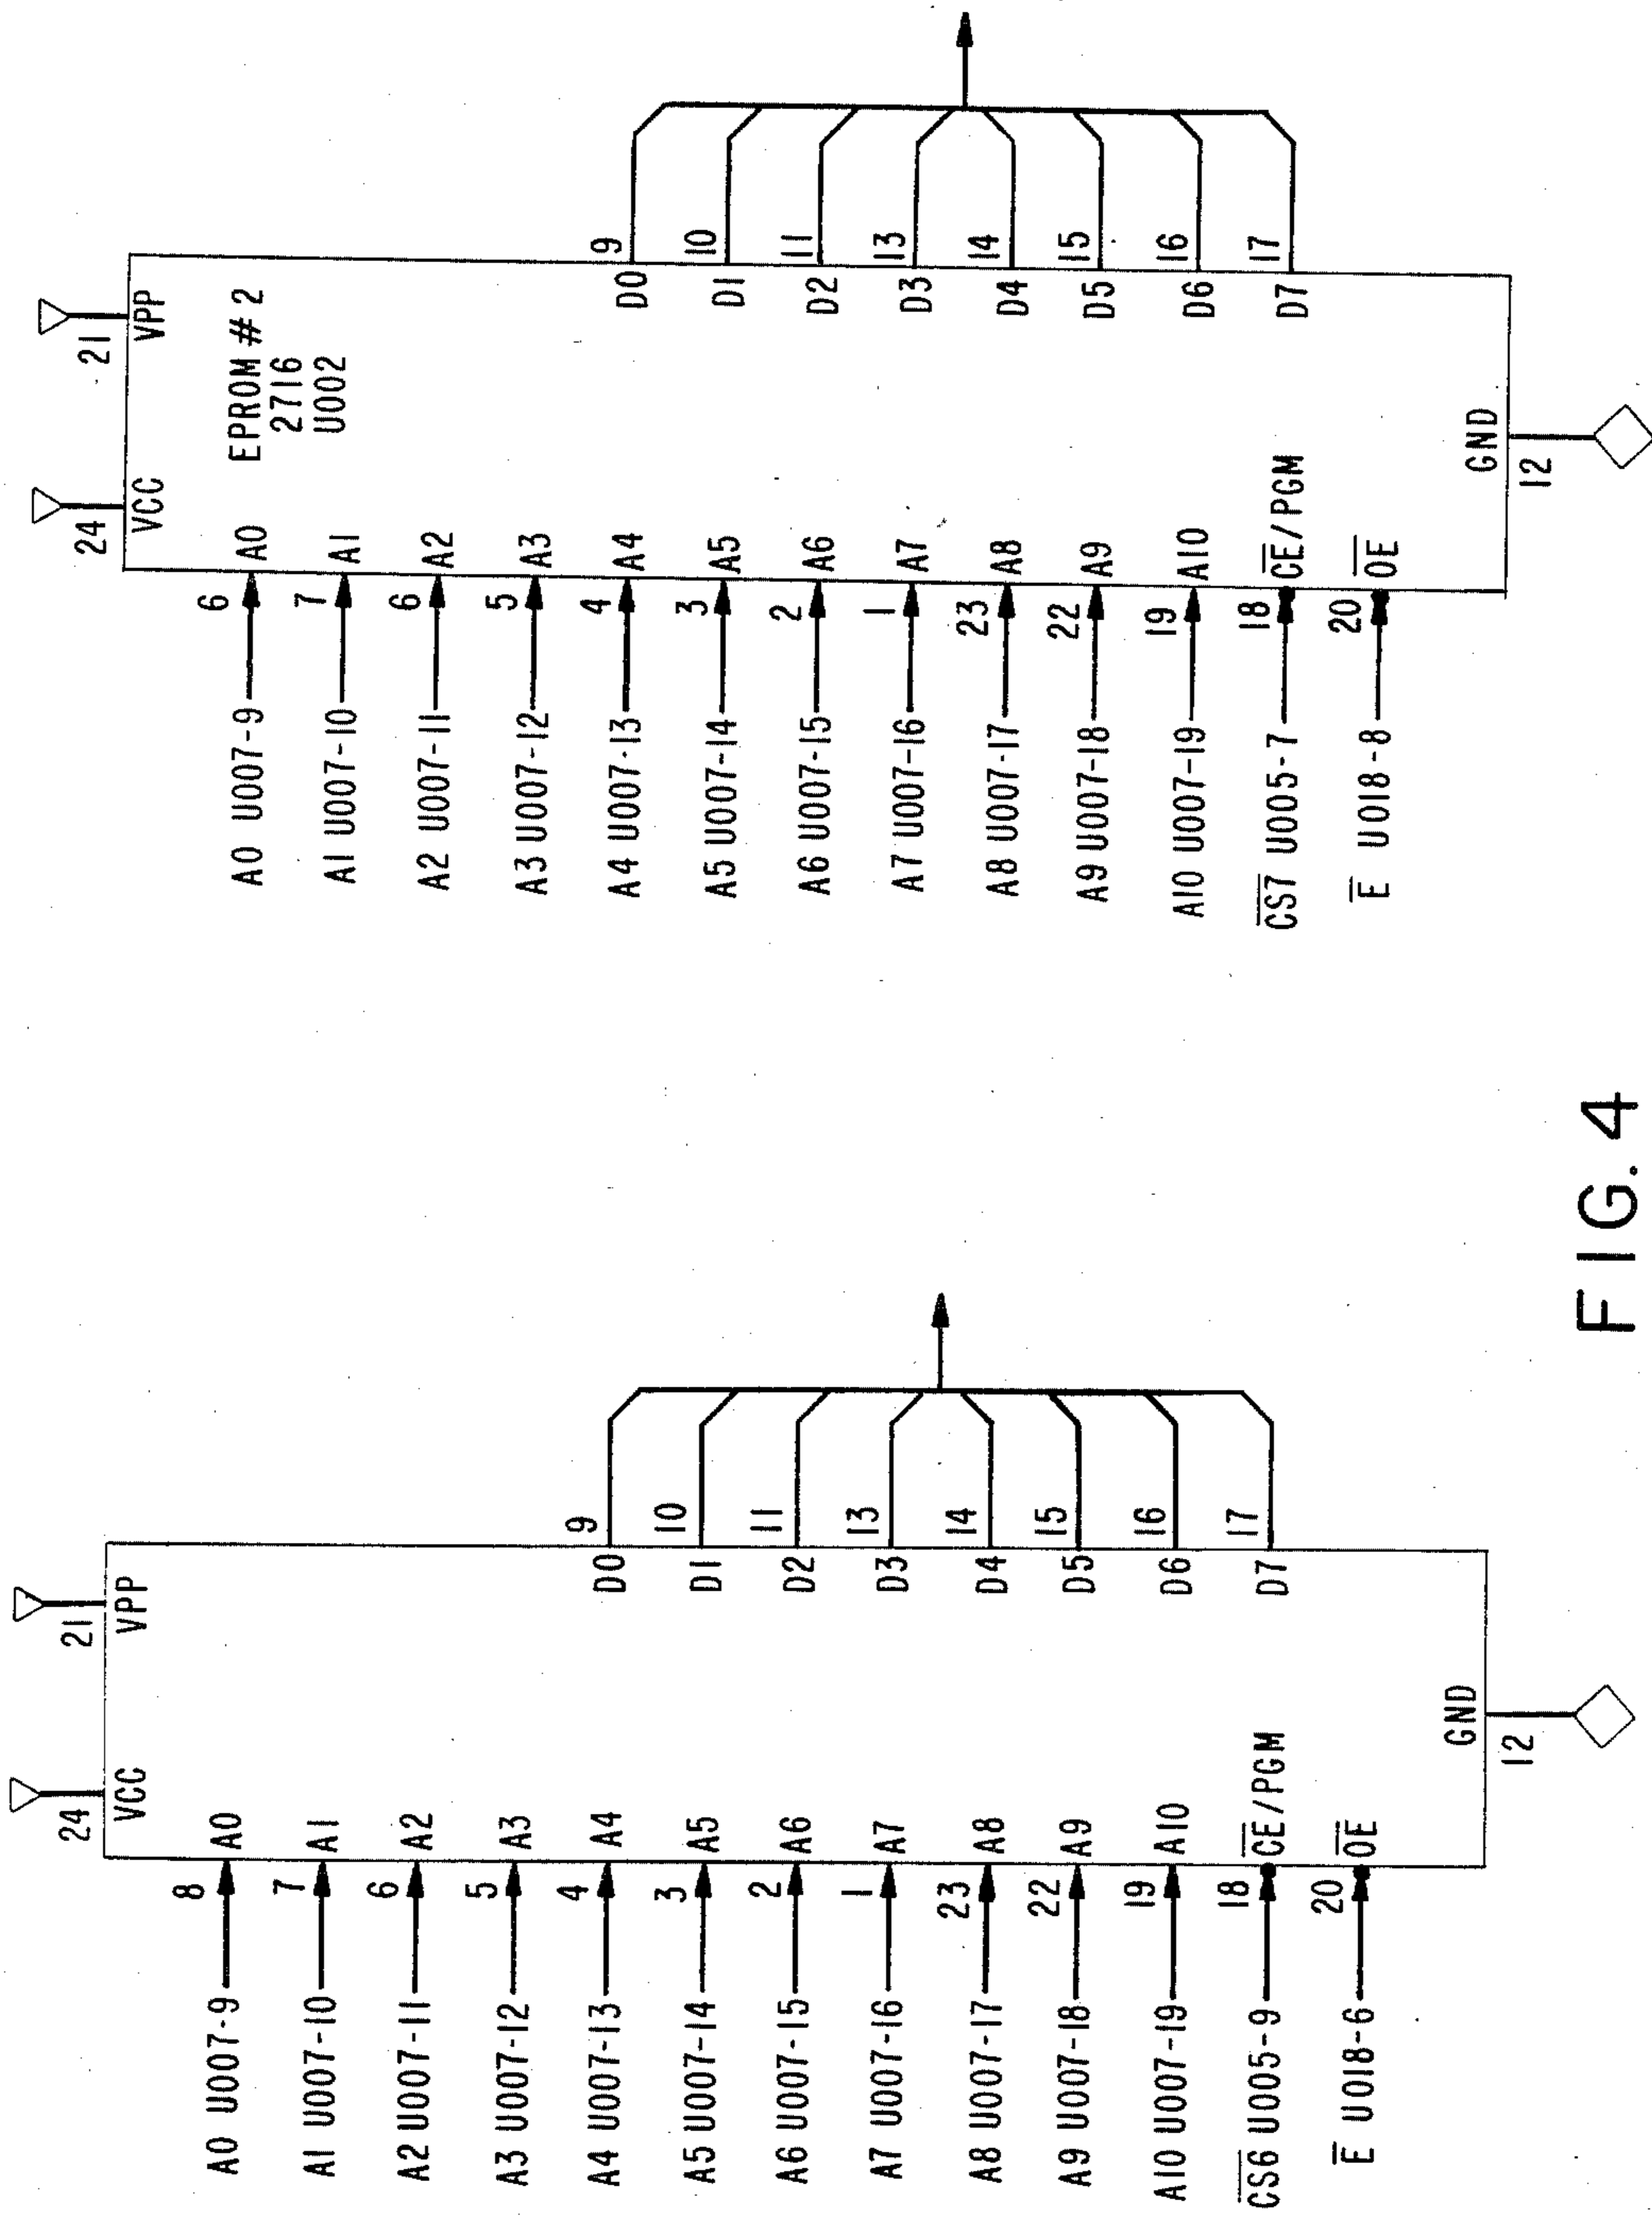 24 21
VCC VPP
A0 U007-9 8 A0
A1 U007-10 7 A1
A2 U007-11 6 A2
A3 U007-12 5 A3
A4 U007-13 4 A4
A5 U007-14 3 A5
A6 U007-15 2 A6
A7 U007-16 1 A7
A8 U007-17 23 A8
A9 U007-18 22 A9
A10 U007-19 19 A10
C̅S̅6 U005-9 18 C̅E̅/PGM
E̅ U018-6 20 O̅E̅
D0 9
D1 10
D2 11
D3 13
D4 14
D5 15
D6 16
D7 17
GND
12
24 21
VCC VPP
EPROM # 2
2716
U002
A0 U007-9 6 A0
A1 U007-10 7 A1
A2 U007-11 6 A2
A3 U007-12 5 A3
A4 U007-13 4 A4
A5 U007-14 3 A5
A6 U007-15 2 A6
A7 U007-16 1 A7
A8 U007-17 23 A8
A9 U007-18 22 A9
A10 U007-19 19 A10
C̅S̅7 U005-7 18 C̅E̅/PGM
E̅ U018-8 20 O̅E̅
D0 9
D1 10
D2 11
D3 13
D4 14
D5 15
D6 16
D7 17
GND
12
FIG. 4